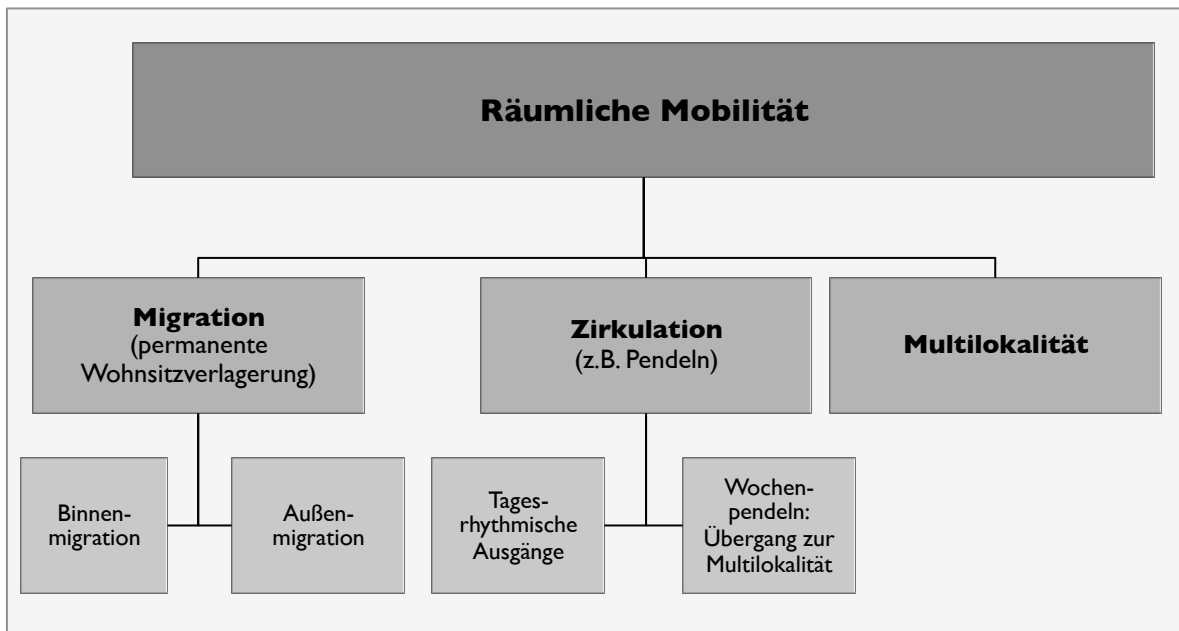 Räumliche Mobilität
Migration
(permanente
Wohnsitzverlagerung)
Zirkulation
(z.B. Pendeln)
Multilokalität
Binnen-
migration
Außen-
migration
Tages-
rhythmische
Ausgänge
Wochen-
pendeln:
Übergang zur
Multilokalität